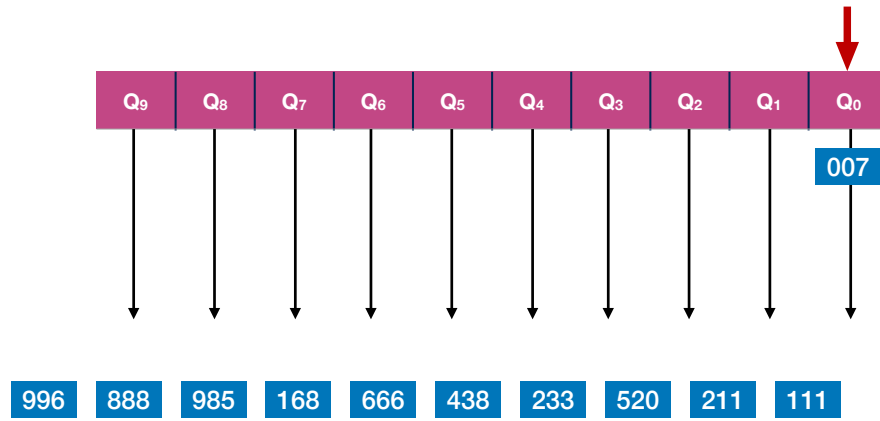 Q₉ Q₈ Q₇ Q₆ Q₅ Q₄ Q₃ Q₂ Q₁ Q₀
007
996 888 985 168 666 438 233 520 211 111